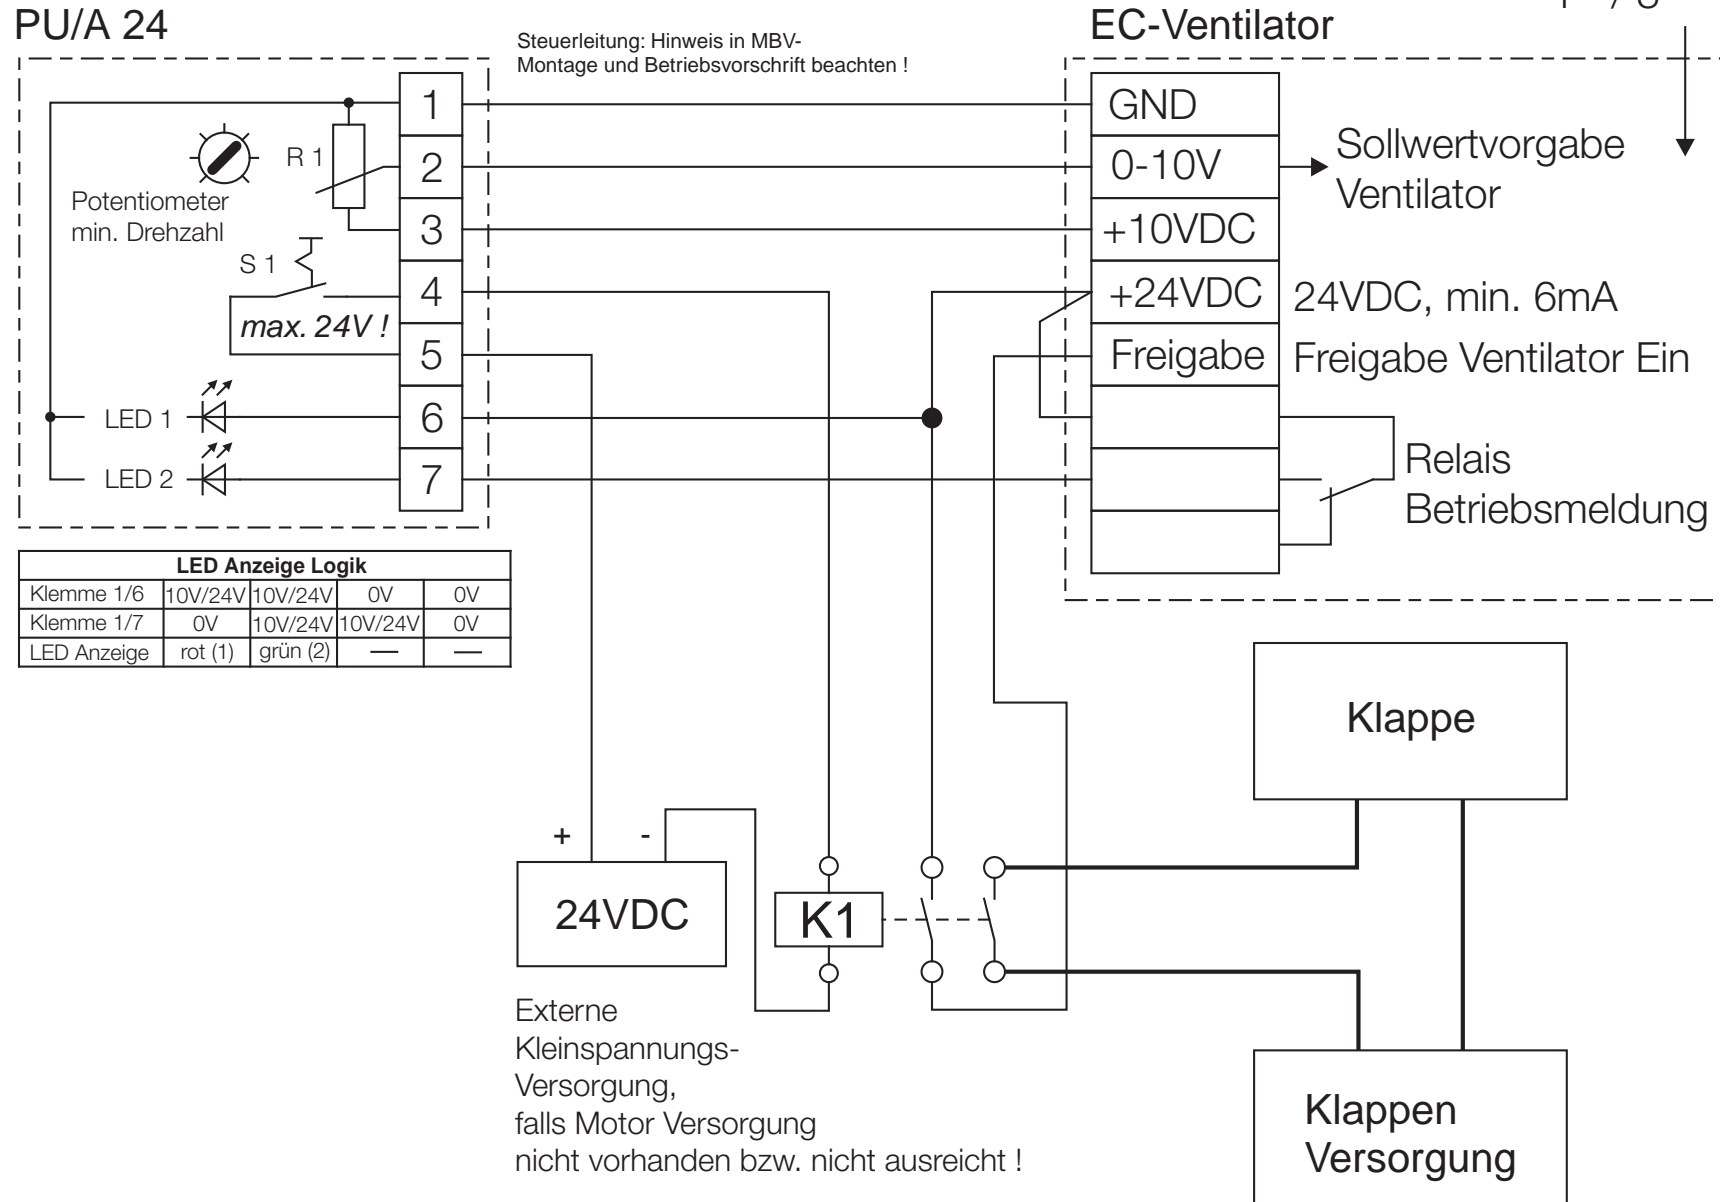 PU/A 24
Steuerleitung: Hinweis in MBV-
Montage und Betriebsvorschrift beachten !
EC-Ventilator
1
2
3
4
5
6
7
R 1
Potentiometer
min. Drehzahl
S 1
max. 24V !
LED 1
LED 2
GND
0-10V
+10VDC
+24VDC
Freigabe
Sollwertvorgabe
Ventilator
24VDC, min. 6mA
Freigabe Ventilator Ein
Relais
Betriebsmeldung
LED Anzeige Logik
Klemme 1/6 10V/24V 10V/24V 0V 0V
Klemme 1/7 0V 10V/24V 10V/24V 0V
LED Anzeige rot (1) grün (2) — —
Klappe
+ -
24VDC
K1
Externe
Kleinspannungs-
Versorgung,
falls Motor Versorgung
nicht vorhanden bzw. nicht ausreicht !
Klappen
Versorgung